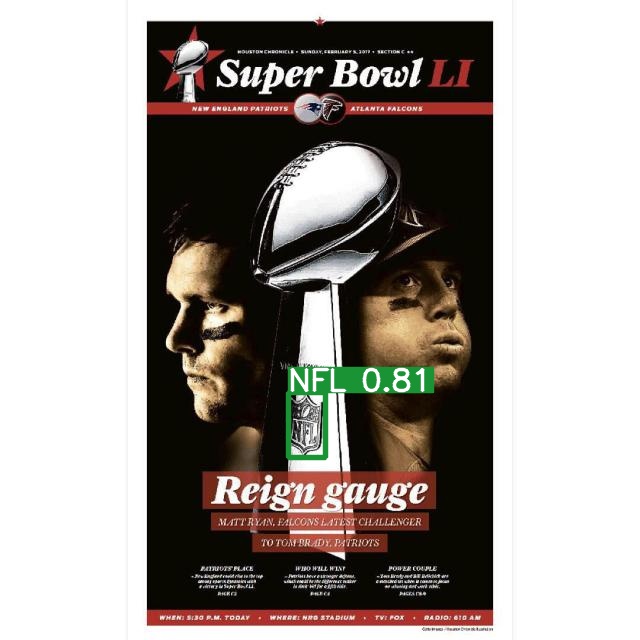 HOUSTON CHRONICLE • SUNDAY, FEBRUARY 5, 2017 • SECTION C
Super Bowl LI
NEW ENGLAND PATRIOTS
ATLANTA FALCONS
NFL 0.81
NFL
Reign gauge
MATT RYAN, FALCONS LATEST CHALLENGER
TO TOM BRADY, PATRIOTS
PATRIOTS' PLACE
WHO WILL WIN?
POWER COUPLE
WHEN: 5:30 P.M. TODAY • WHERE: NRG STADIUM • TV: FOX • RADIO: 610 AM